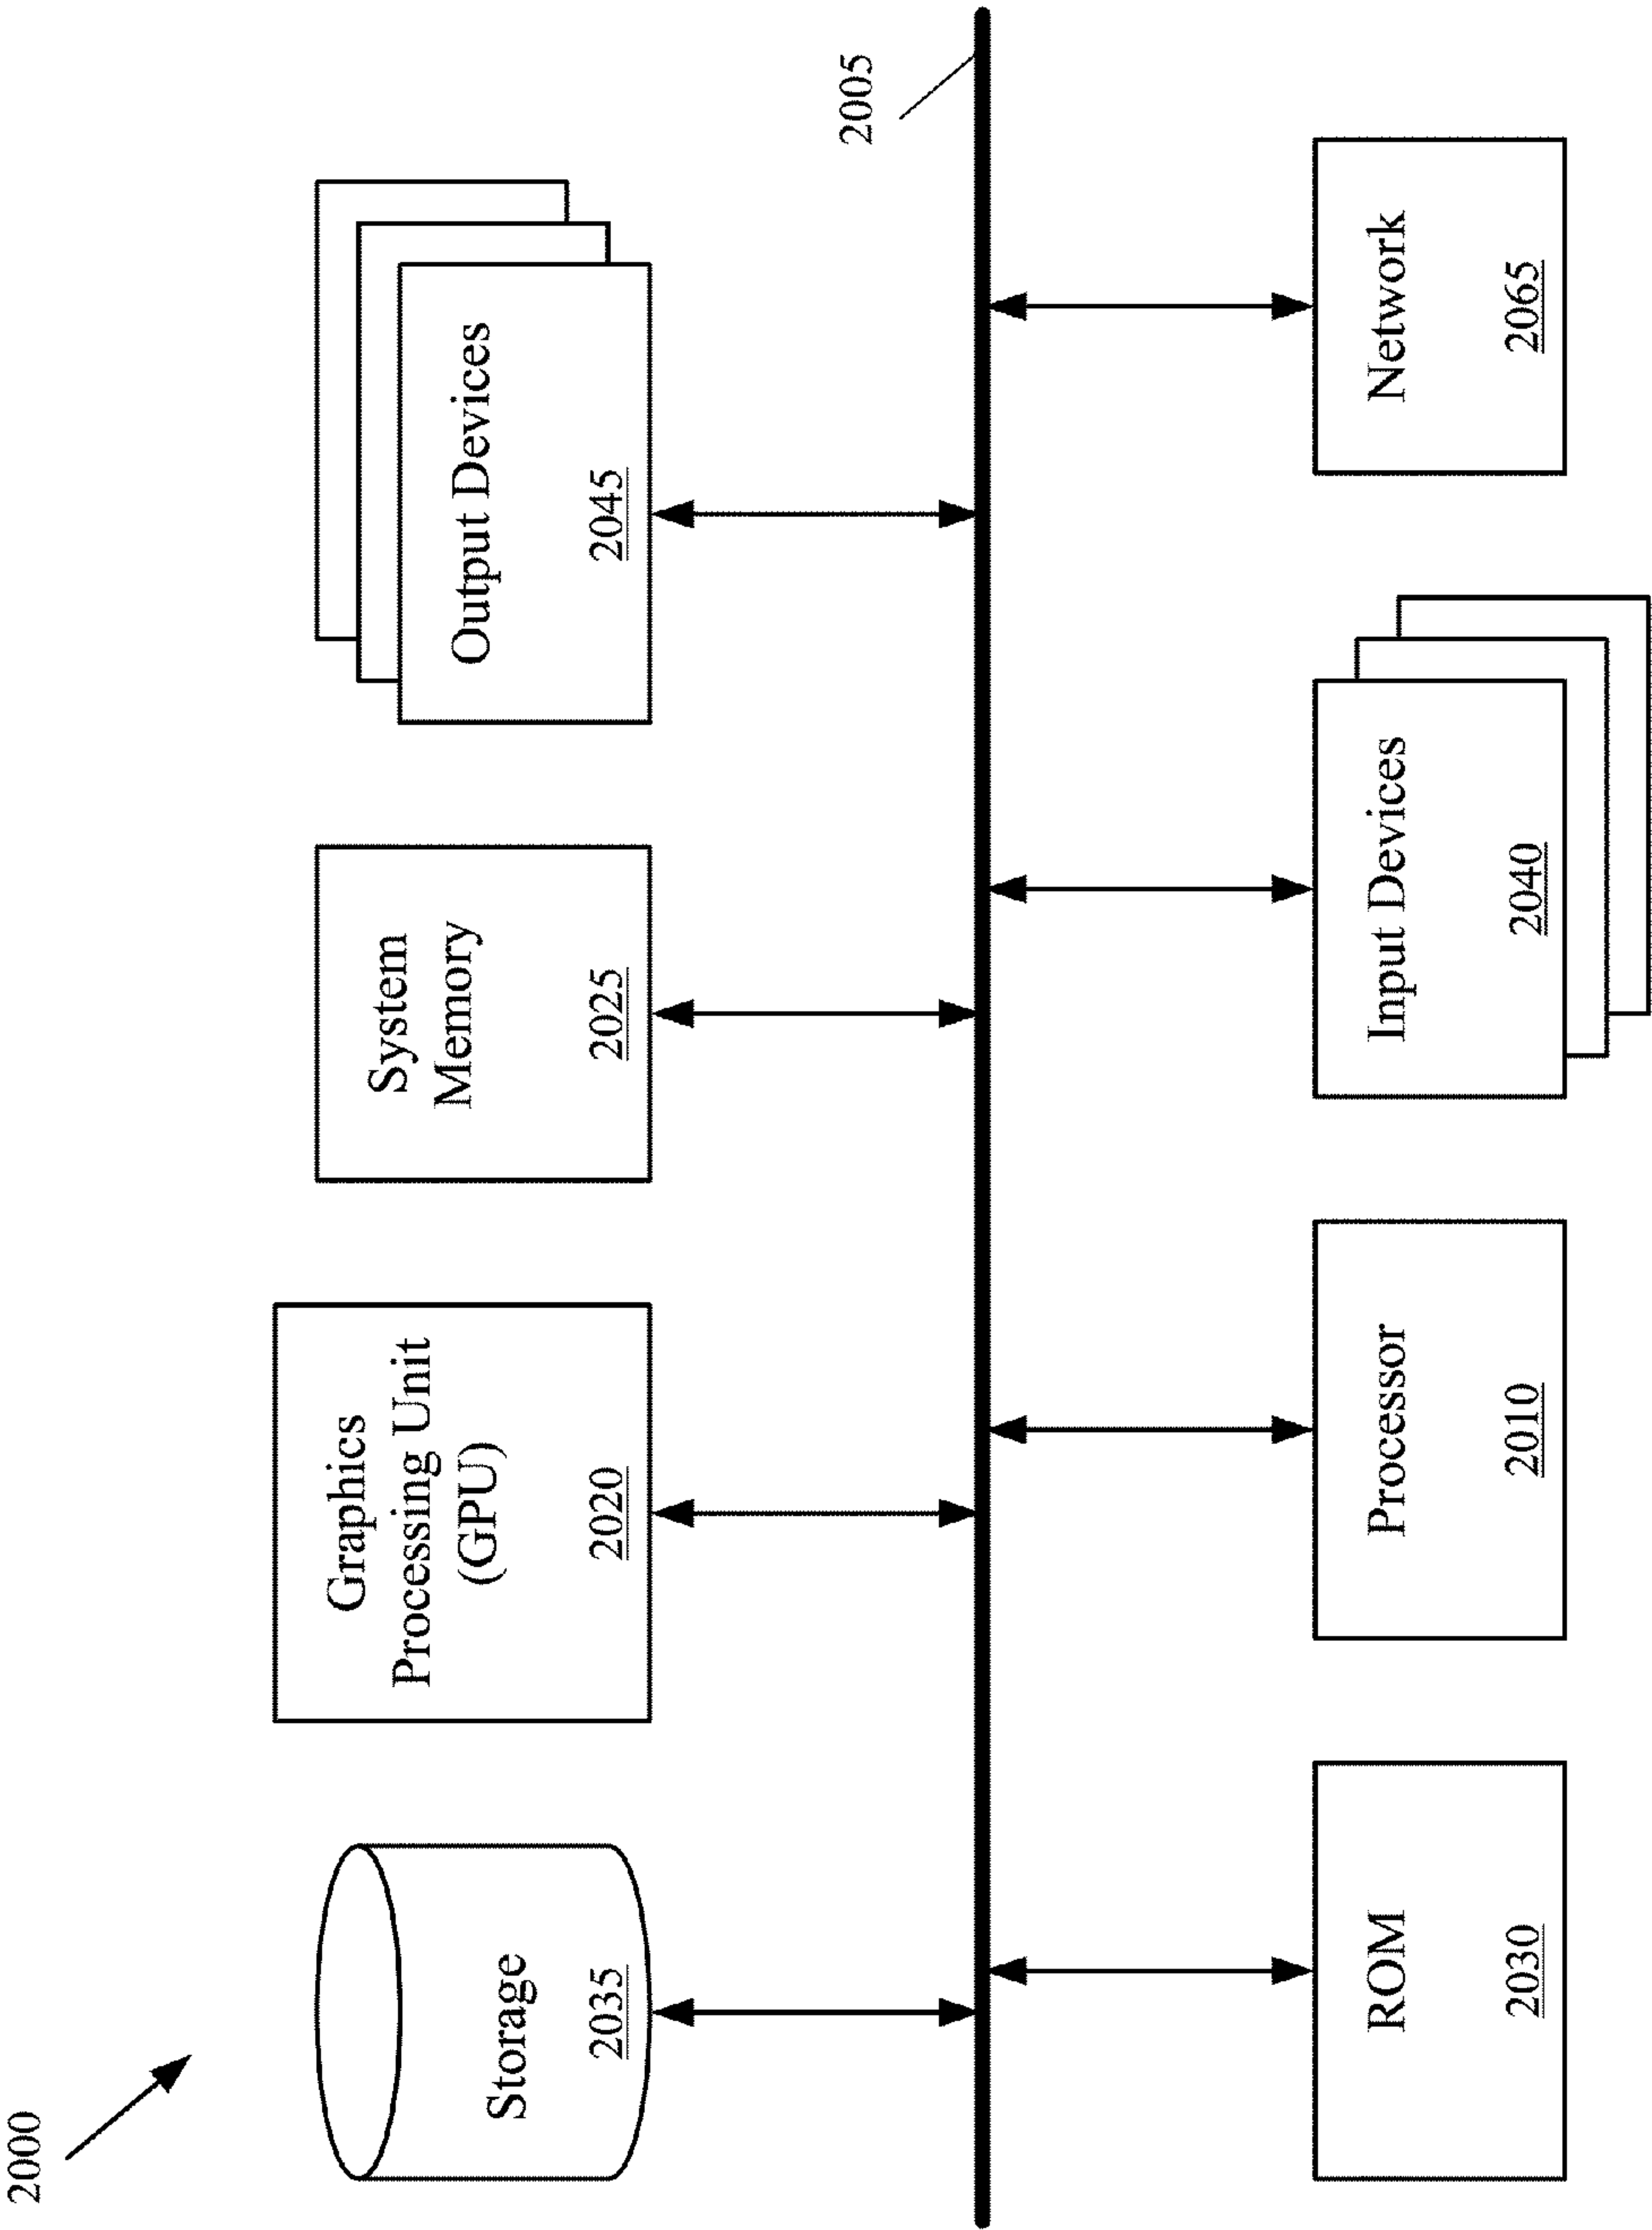 2000
Storage
2035
Graphics
Processing Unit
(GPU)
2020
System
Memory
2025
Output Devices
2045
2005
ROM
2030
Processor
2010
Input Devices
2040
Network
2065